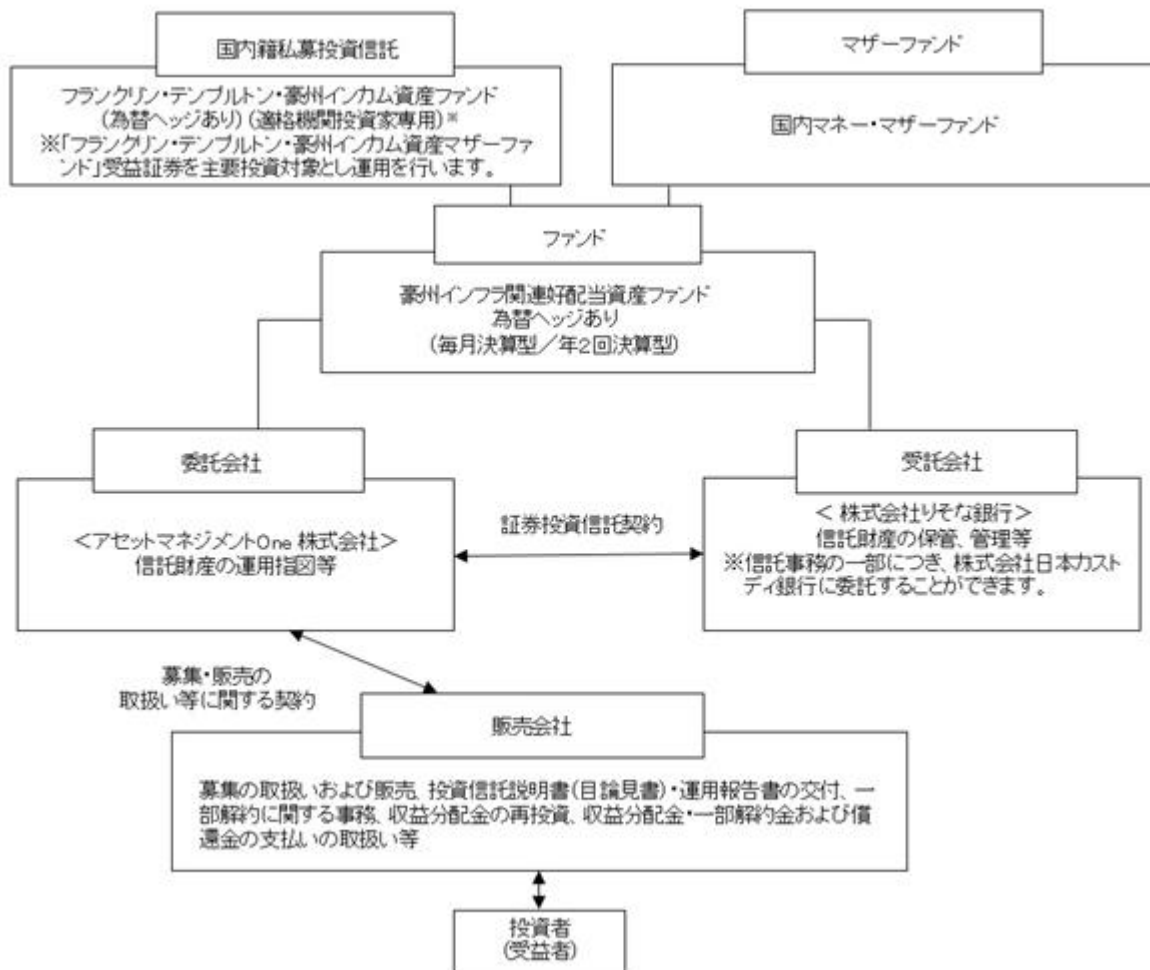 国内籍私募投資信託
フランクリン・テンプルトン・豪州インカム資産ファンド
(為替ヘッジあり)(適格機関投資家専用)※
※「フランクリン・テンプルトン・豪州インカム資産マザーファ
ンド」受益証券を主要投資対象とし運用を行います。
マザーファンド
国内マネー・マザーファンド
ファンド
豪州インフラ関連好配当資産ファンド
為替ヘッジあり
(毎月決算型／年2回決算型)
委託会社
＜アセットマネジメントOne 株式会社＞
信託財産の運用指図等
証券投資信託契約
受託会社
＜ 株式会社りそな銀行＞
信託財産の保管、管理等
※信託事務の一部につき、株式会社日本カスト
ディ銀行に委託することができます。
募集・販売の
取扱い等に関する契約
販売会社
募集の取扱いおよび販売、投資信託説明書(目論見書)・運用報告書の交付、一
部解約に関する事務、収益分配金の再投資、収益分配金・一部解約金および償
還金の支払いの取扱い等
投資者
(受益者)